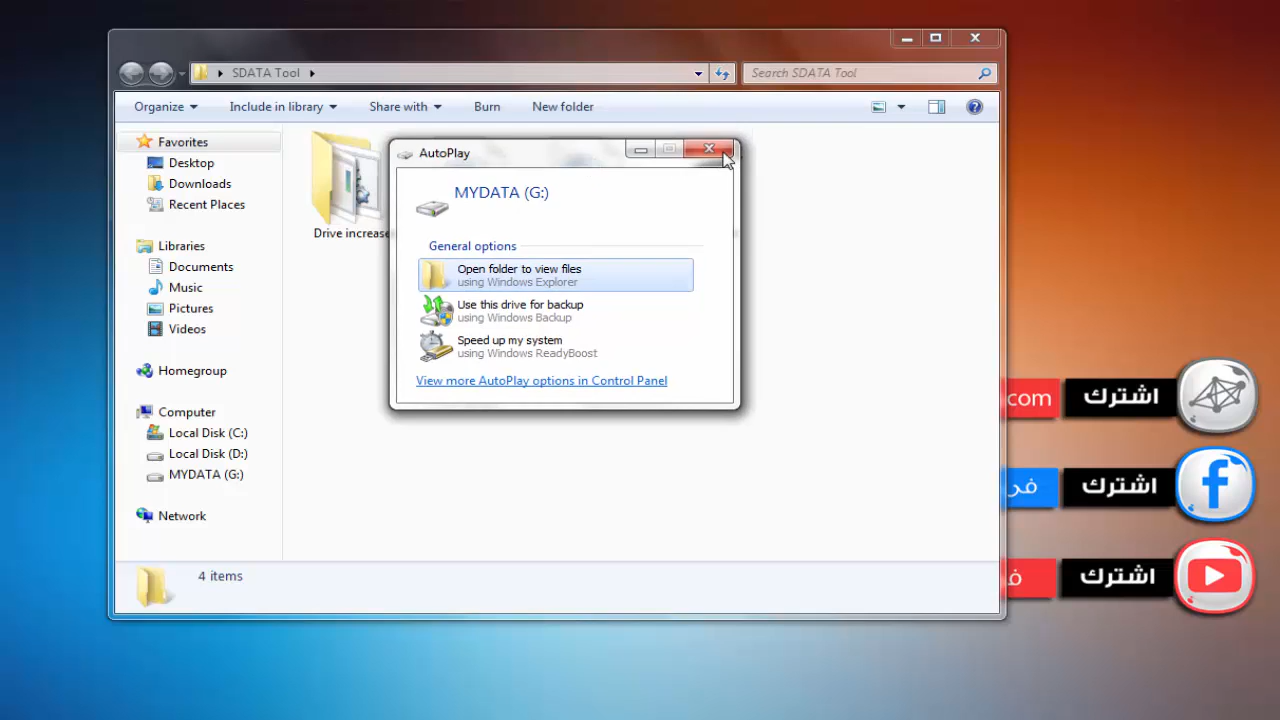 SDATA Tool
Search SDATA Tool
Organize
Include in library
Share with
Burn
New folder
Favorites
Desktop
Downloads
Recent Places
Libraries
Documents
Music
Pictures
Videos
Homegroup
Computer
Local Disk (C:)
Local Disk (D:)
MYDATA (G:)
Network
Drive increase
AutoPlay
MYDATA (G:)
General options
Open folder to view files
using Windows Explorer
Use this drive for backup
using Windows Backup
Speed up my system
using Windows ReadyBoost
View more AutoPlay options in Control Panel
4 items
com
اشترك
في
اشترك
اشترك